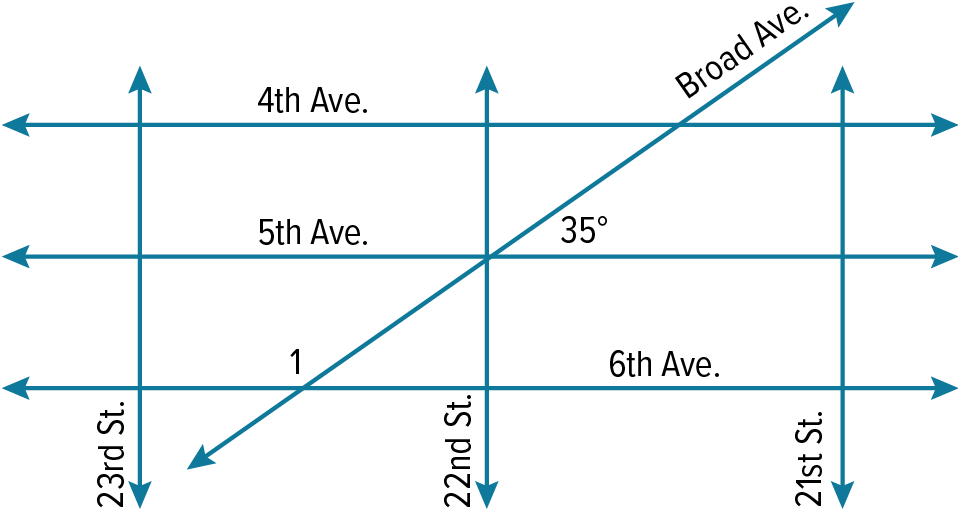 Broad Ave.
4th Ave.
5th Ave.
35°
1
6th Ave.
23rd St.
22nd St.
21st St.